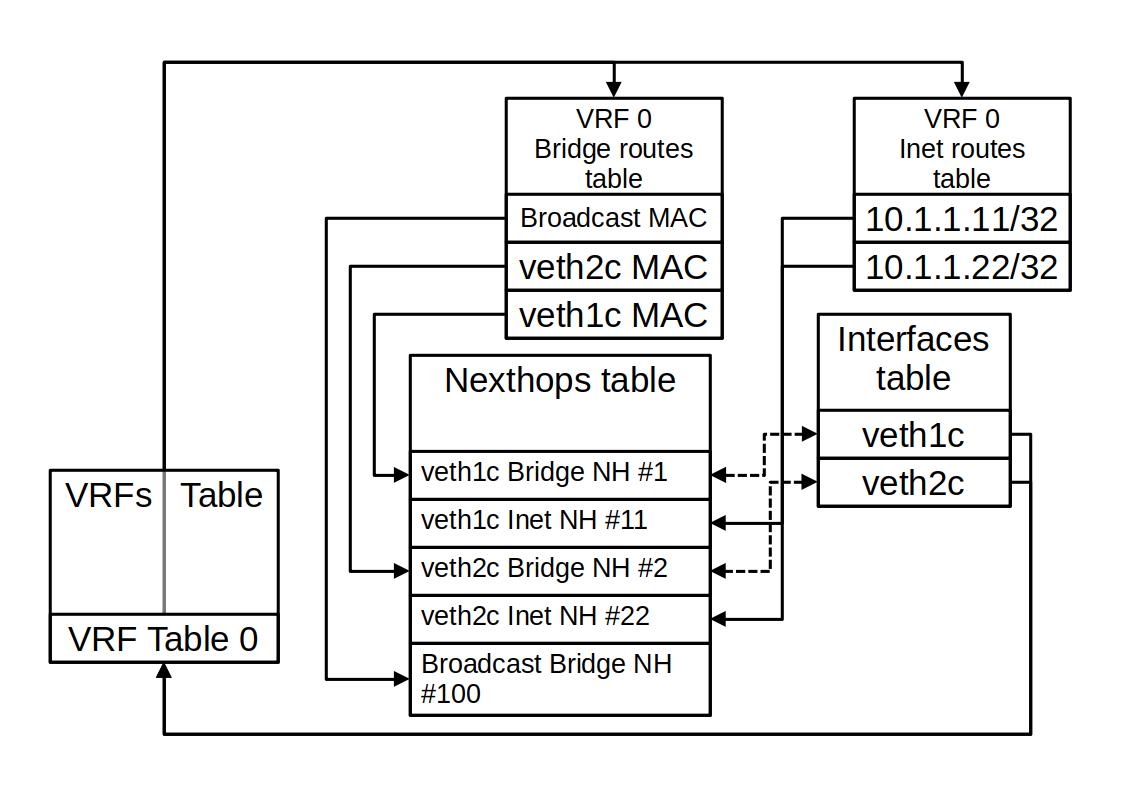 VRF 0
Bridge routes
table
Broadcast MAC
veth2c MAC
veth1c MAC
VRF 0
Inet routes
table
10.1.1.11/32
10.1.1.22/32
Nexthops table
veth1c Bridge NH #1
veth1c Inet NH #11
veth2c Bridge NH #2
veth2c Inet NH #22
Broadcast Bridge NH
#100
Interfaces
table
veth1c
veth2c
VRFs Table
VRF Table 0